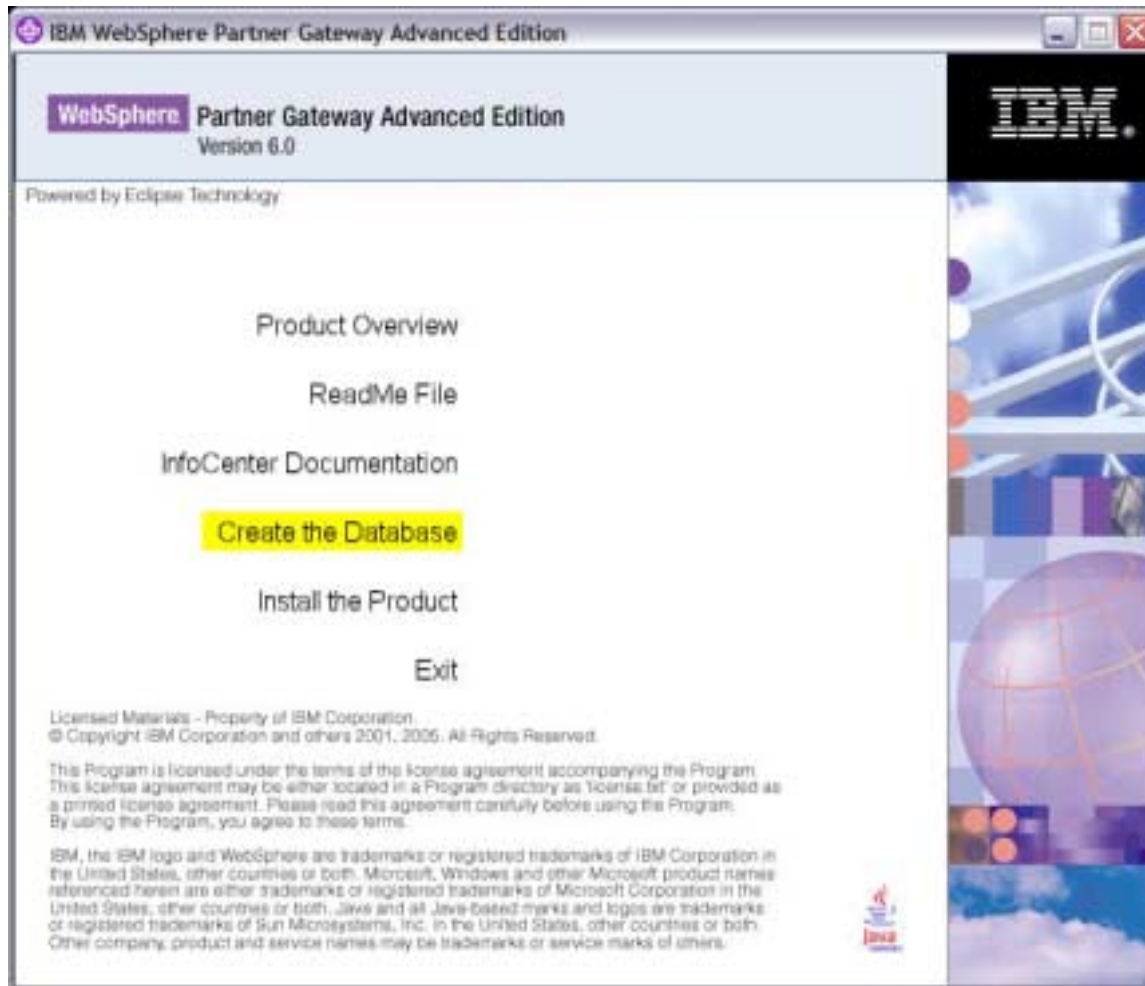 IBM WebSphere Partner Gateway Advanced Edition
WebSphere. Partner Gateway Advanced Edition
Version 6.0
IBM.
Powered by Eclipse Technology
Product Overview
ReadMe File
InfoCenter Documentation
Create the Database
Install the Product
Exit
Licensed Materials - Property of IBM Corporation
© Copyright IBM Corporation and others 2001, 2005. All Rights Reserved.
This Program is licensed under the terms of the license agreement accompanying the Program.
This license agreement may be either located in a Program directory as 'license.txt' or provided as
a printed license agreement. Please read this agreement carefully before using the Program.
By using the Program, you agree to these terms.
IBM, the IBM logo and WebSphere are trademarks or registered trademarks of IBM Corporation in
the United States, other countries or both. Microsoft, Windows and other Microsoft product names
referenced herein are either trademarks or registered trademarks of Microsoft Corporation in the
United States, other countries or both. Java and all Java-based marks and logos are trademarks
or registered trademarks of Sun Microsystems, Inc. in the United States, other countries or both.
Other company, product and service names may be trademarks or service marks of others.
Java